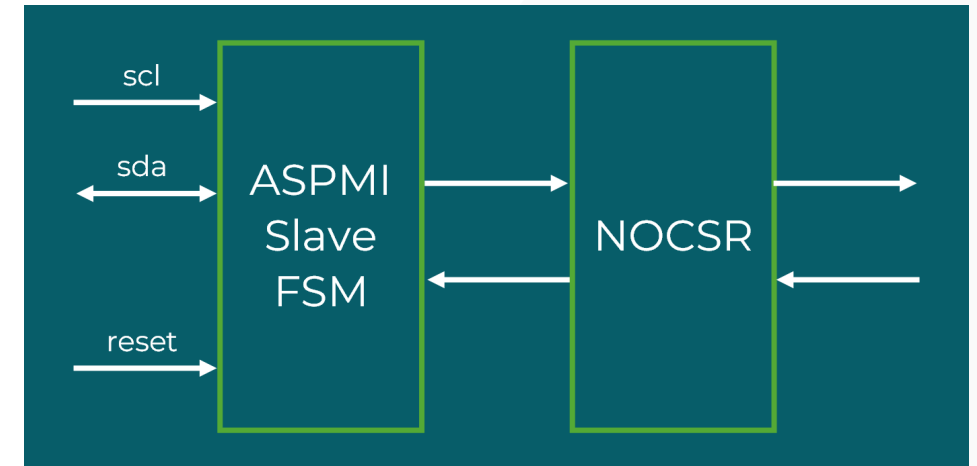 scl
sda
reset
ASPMI
Slave
FSM
NOCSR